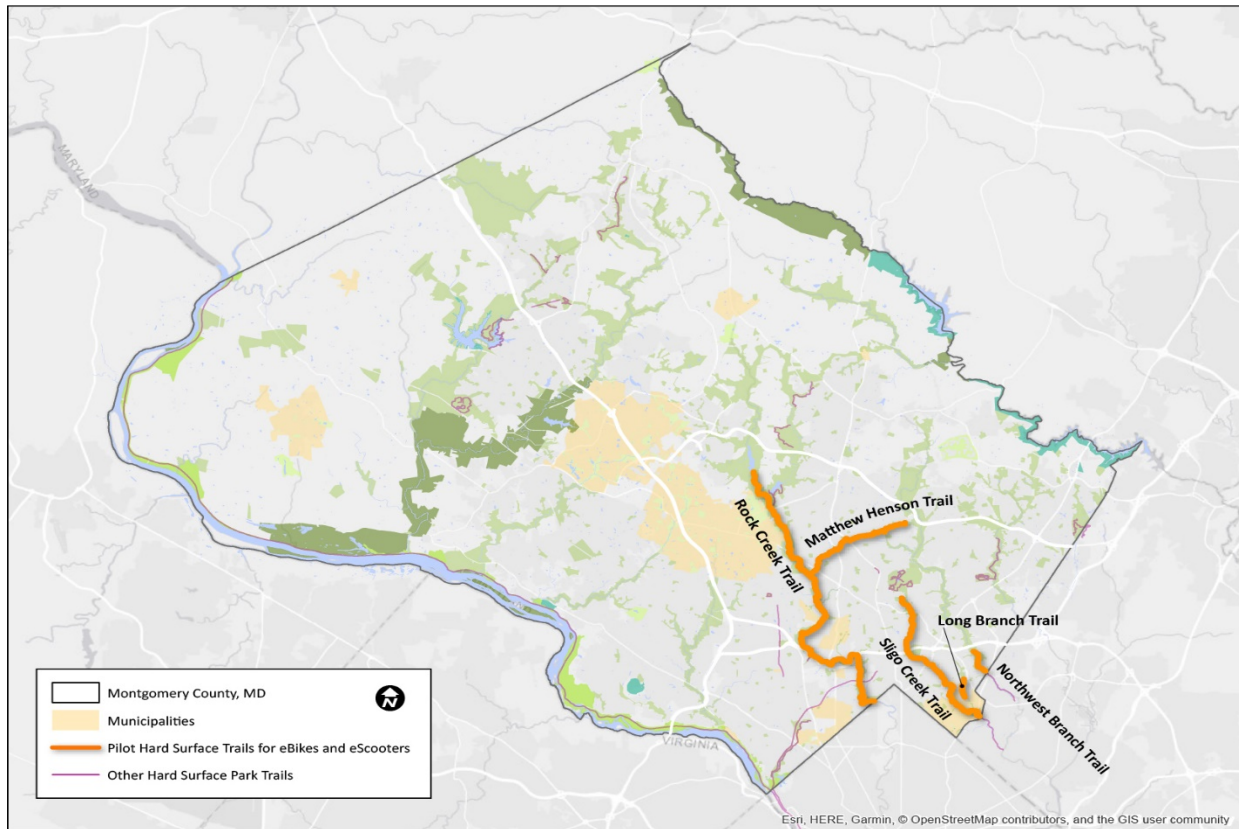 MARYLAND
Rock Creek Trail
Matthew Henson Trail
Long Branch Trail
Sligo Creek Trail
Northwest Branch Trail
VIRGINIA
Montgomery County, MD
N
Municipalities
Pilot Hard Surface Trails for eBikes and eScooters
Other Hard Surface Park Trails
Esri, HERE, Garmin, © OpenStreetMap contributors, and the GIS user community